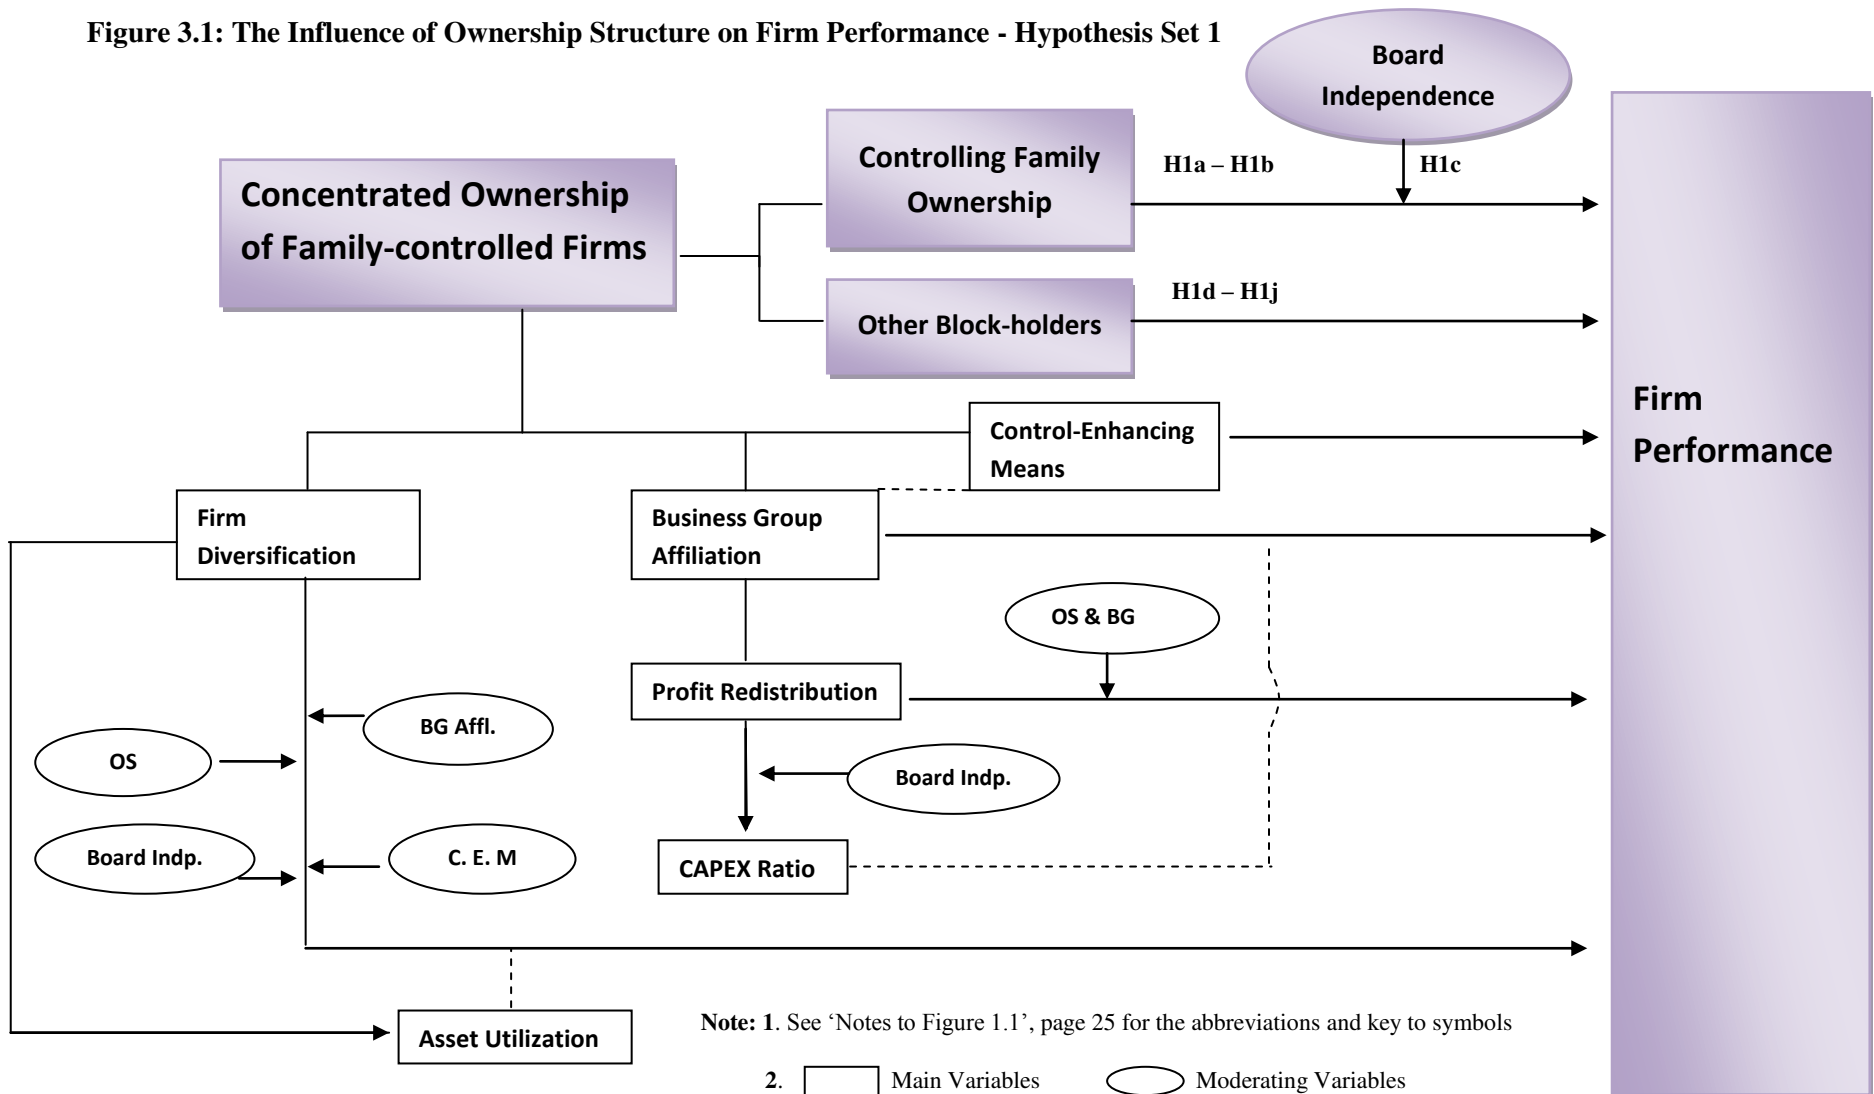 Figure 3.1: The Influence of Ownership Structure on Firm Performance - Hypothesis Set 1
Board
Independence
Controlling Family
Ownership
H1a – H1b
H1c
Concentrated Ownership
of Family-controlled Firms
Other Block-holders
H1d – H1j
Firm
Performance
Control-Enhancing
Means
Firm
Diversification
Business Group
Affiliation
OS & BG
Profit Redistribution
BG Affl.
OS
Board Indp.
Board Indp.
C. E. M
CAPEX Ratio
Asset Utilization
Note: 1. See ‘Notes to Figure 1.1’, page 25 for the abbreviations and key to symbols
2. Main Variables Moderating Variables